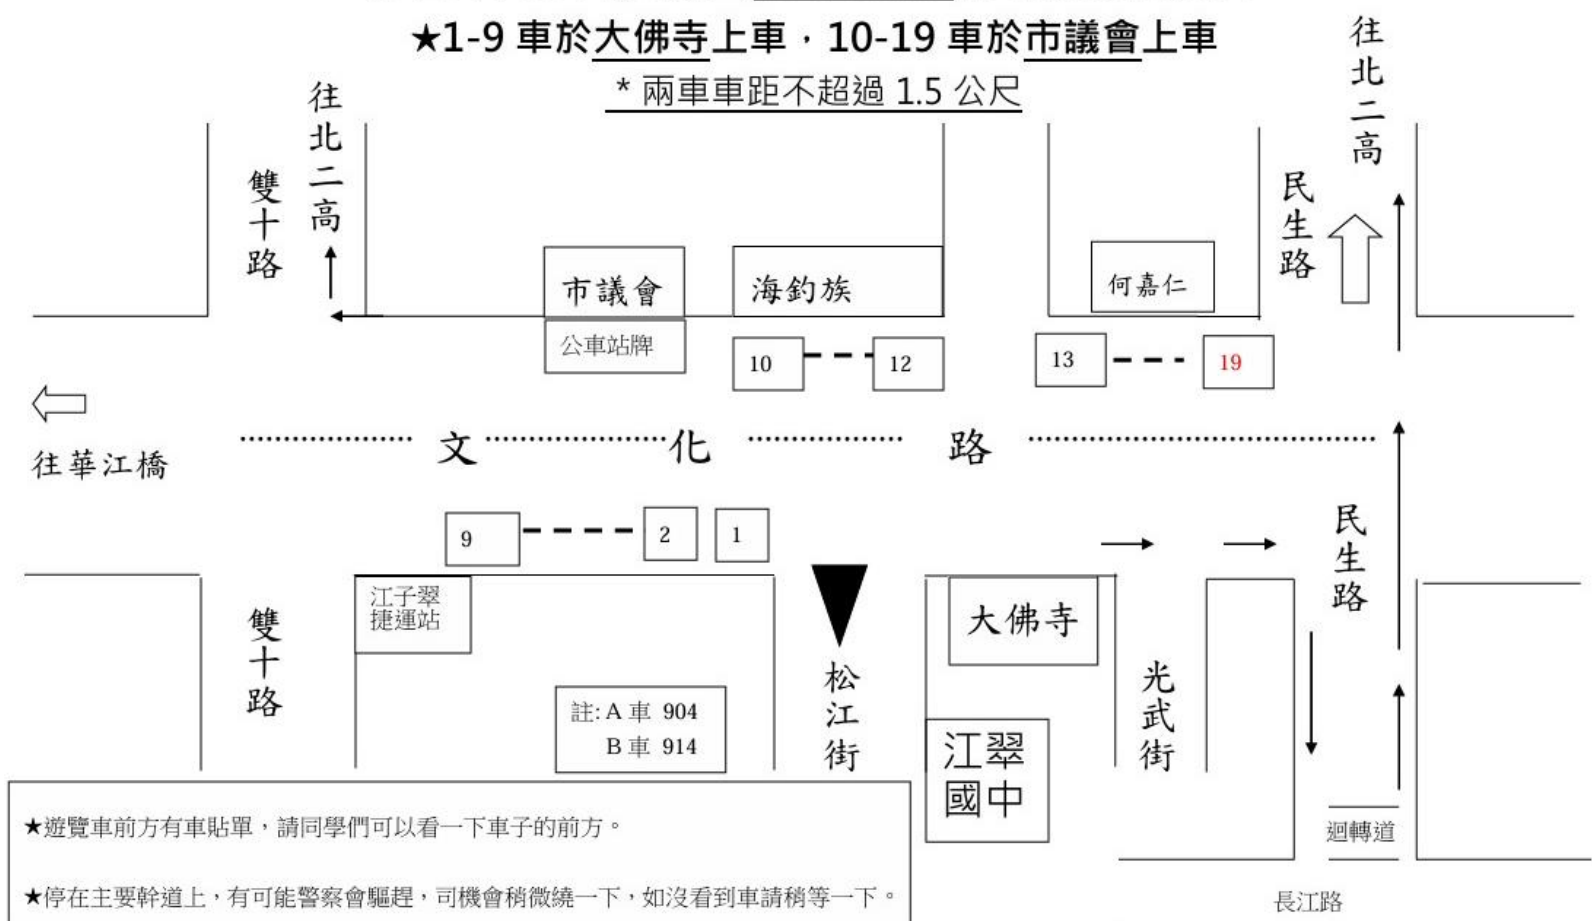 ★1-9 車於大佛寺上車，10-19 車於市議會上車
* 兩車車距不超過 1.5 公尺
往北二高
往北二高
雙十路
民生路
市議會
海釣族
何嘉仁
公車站牌
10
12
13
19
往華江橋
文化路
9
2
1
民生路
江子翠
捷運站
大佛寺
雙十路
松江街
光武街
註: A 車 904
B 車 914
江翠
國中
★遊覽車前方有車貼單，請同學們可以看一下車子的前方。
迴轉道
★停在主要幹道上，有可能警察會驅趕，司機會稍微繞一下，如沒看到車請稍等一下。
長江路